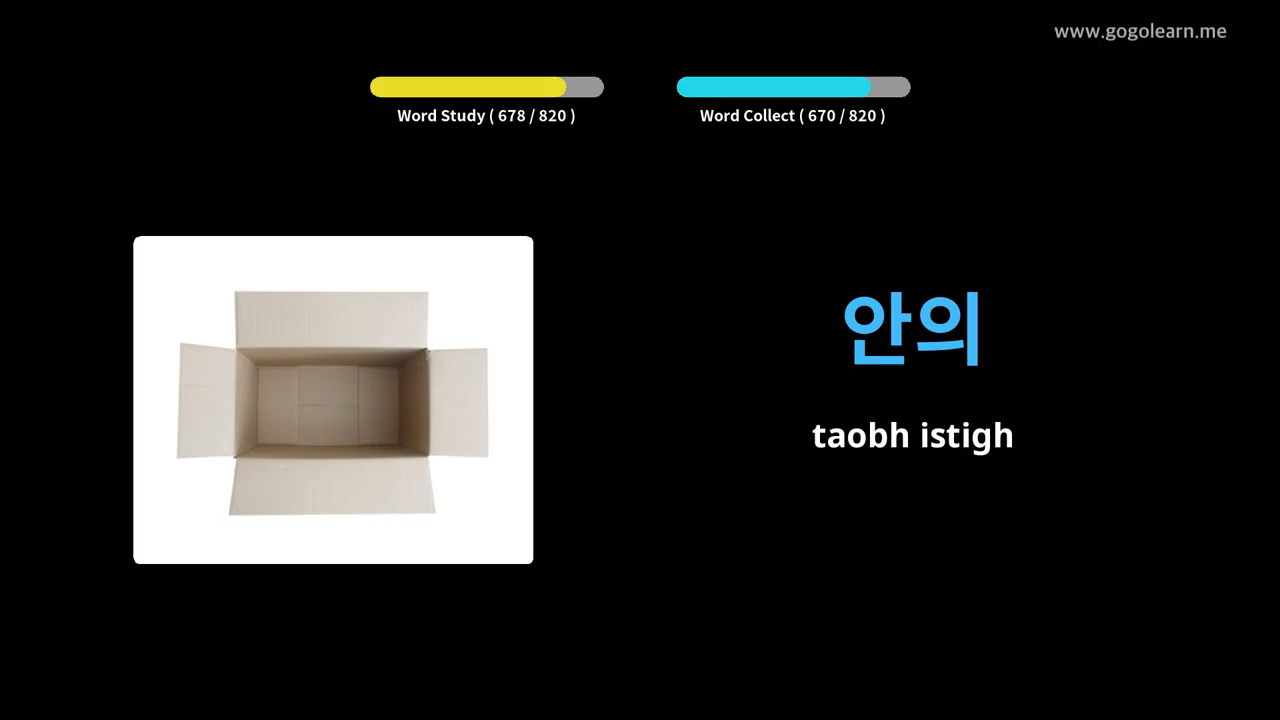 www.gogolearn.me
Word Study ( 678 / 820 )
Word Collect ( 670 / 820 )
안의
taobh istigh